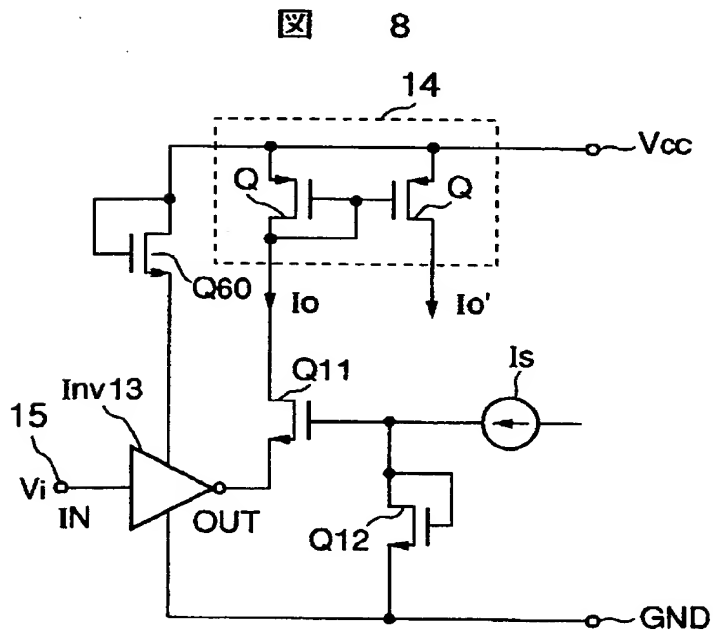 図 8
14
Vcc
Q
Q
Q60
Io
Io'
Q11
Is
Inv13
15
Vi
IN
OUT
Q12
GND